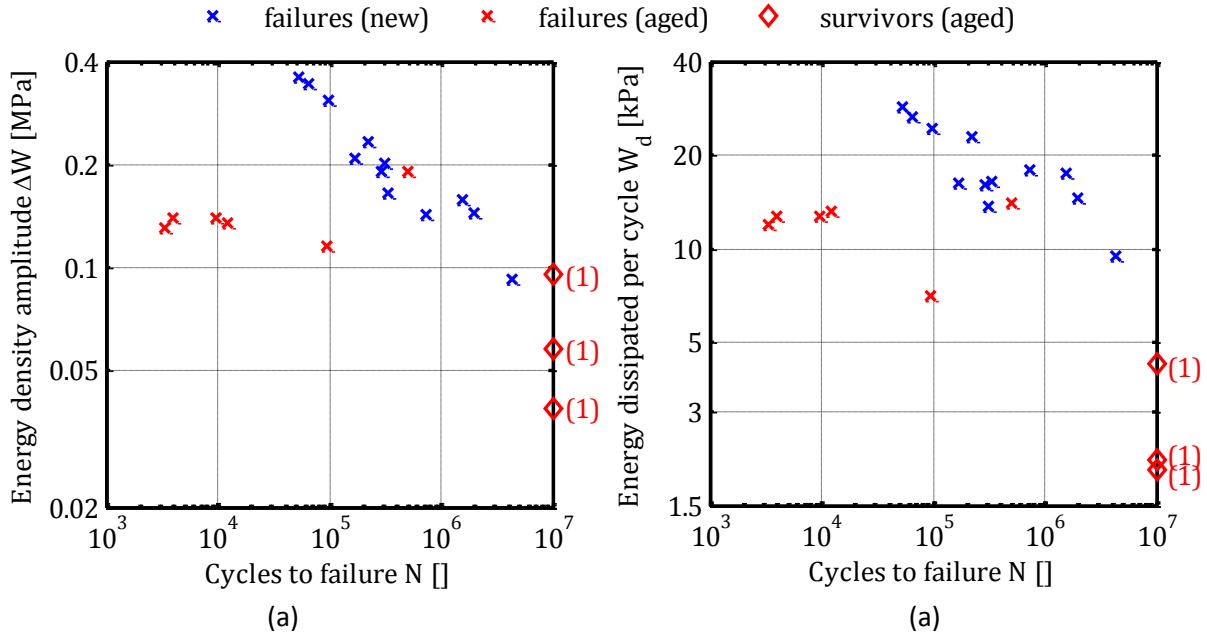 failures (new) failures (aged) survivors (aged)
Energy density amplitude ΔW [MPa]
0.4
0.2
0.1
0.05
0.02
(1)
(1)
(1)
10³ 10⁴ 10⁵ 10⁶ 10⁷
Cycles to failure N []
(a)
Energy dissipated per cycle W_d [kPa]
40
20
10
5
3
1.5
(1)
(1)
(1)
10³ 10⁴ 10⁵ 10⁶ 10⁷
Cycles to failure N []
(a)